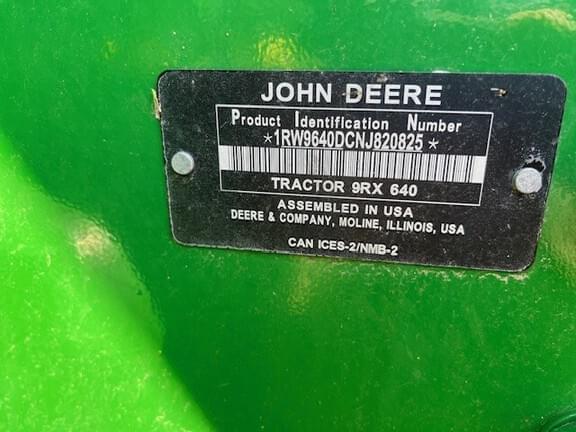 JOHN DEERE
Product Identification Number
*1RW9640DCNJ820825*
TRACTOR 9RX 640
ASSEMBLED IN USA
DEERE & COMPANY, MOLINE, ILLINOIS, USA
CAN ICES-2/NMB-2